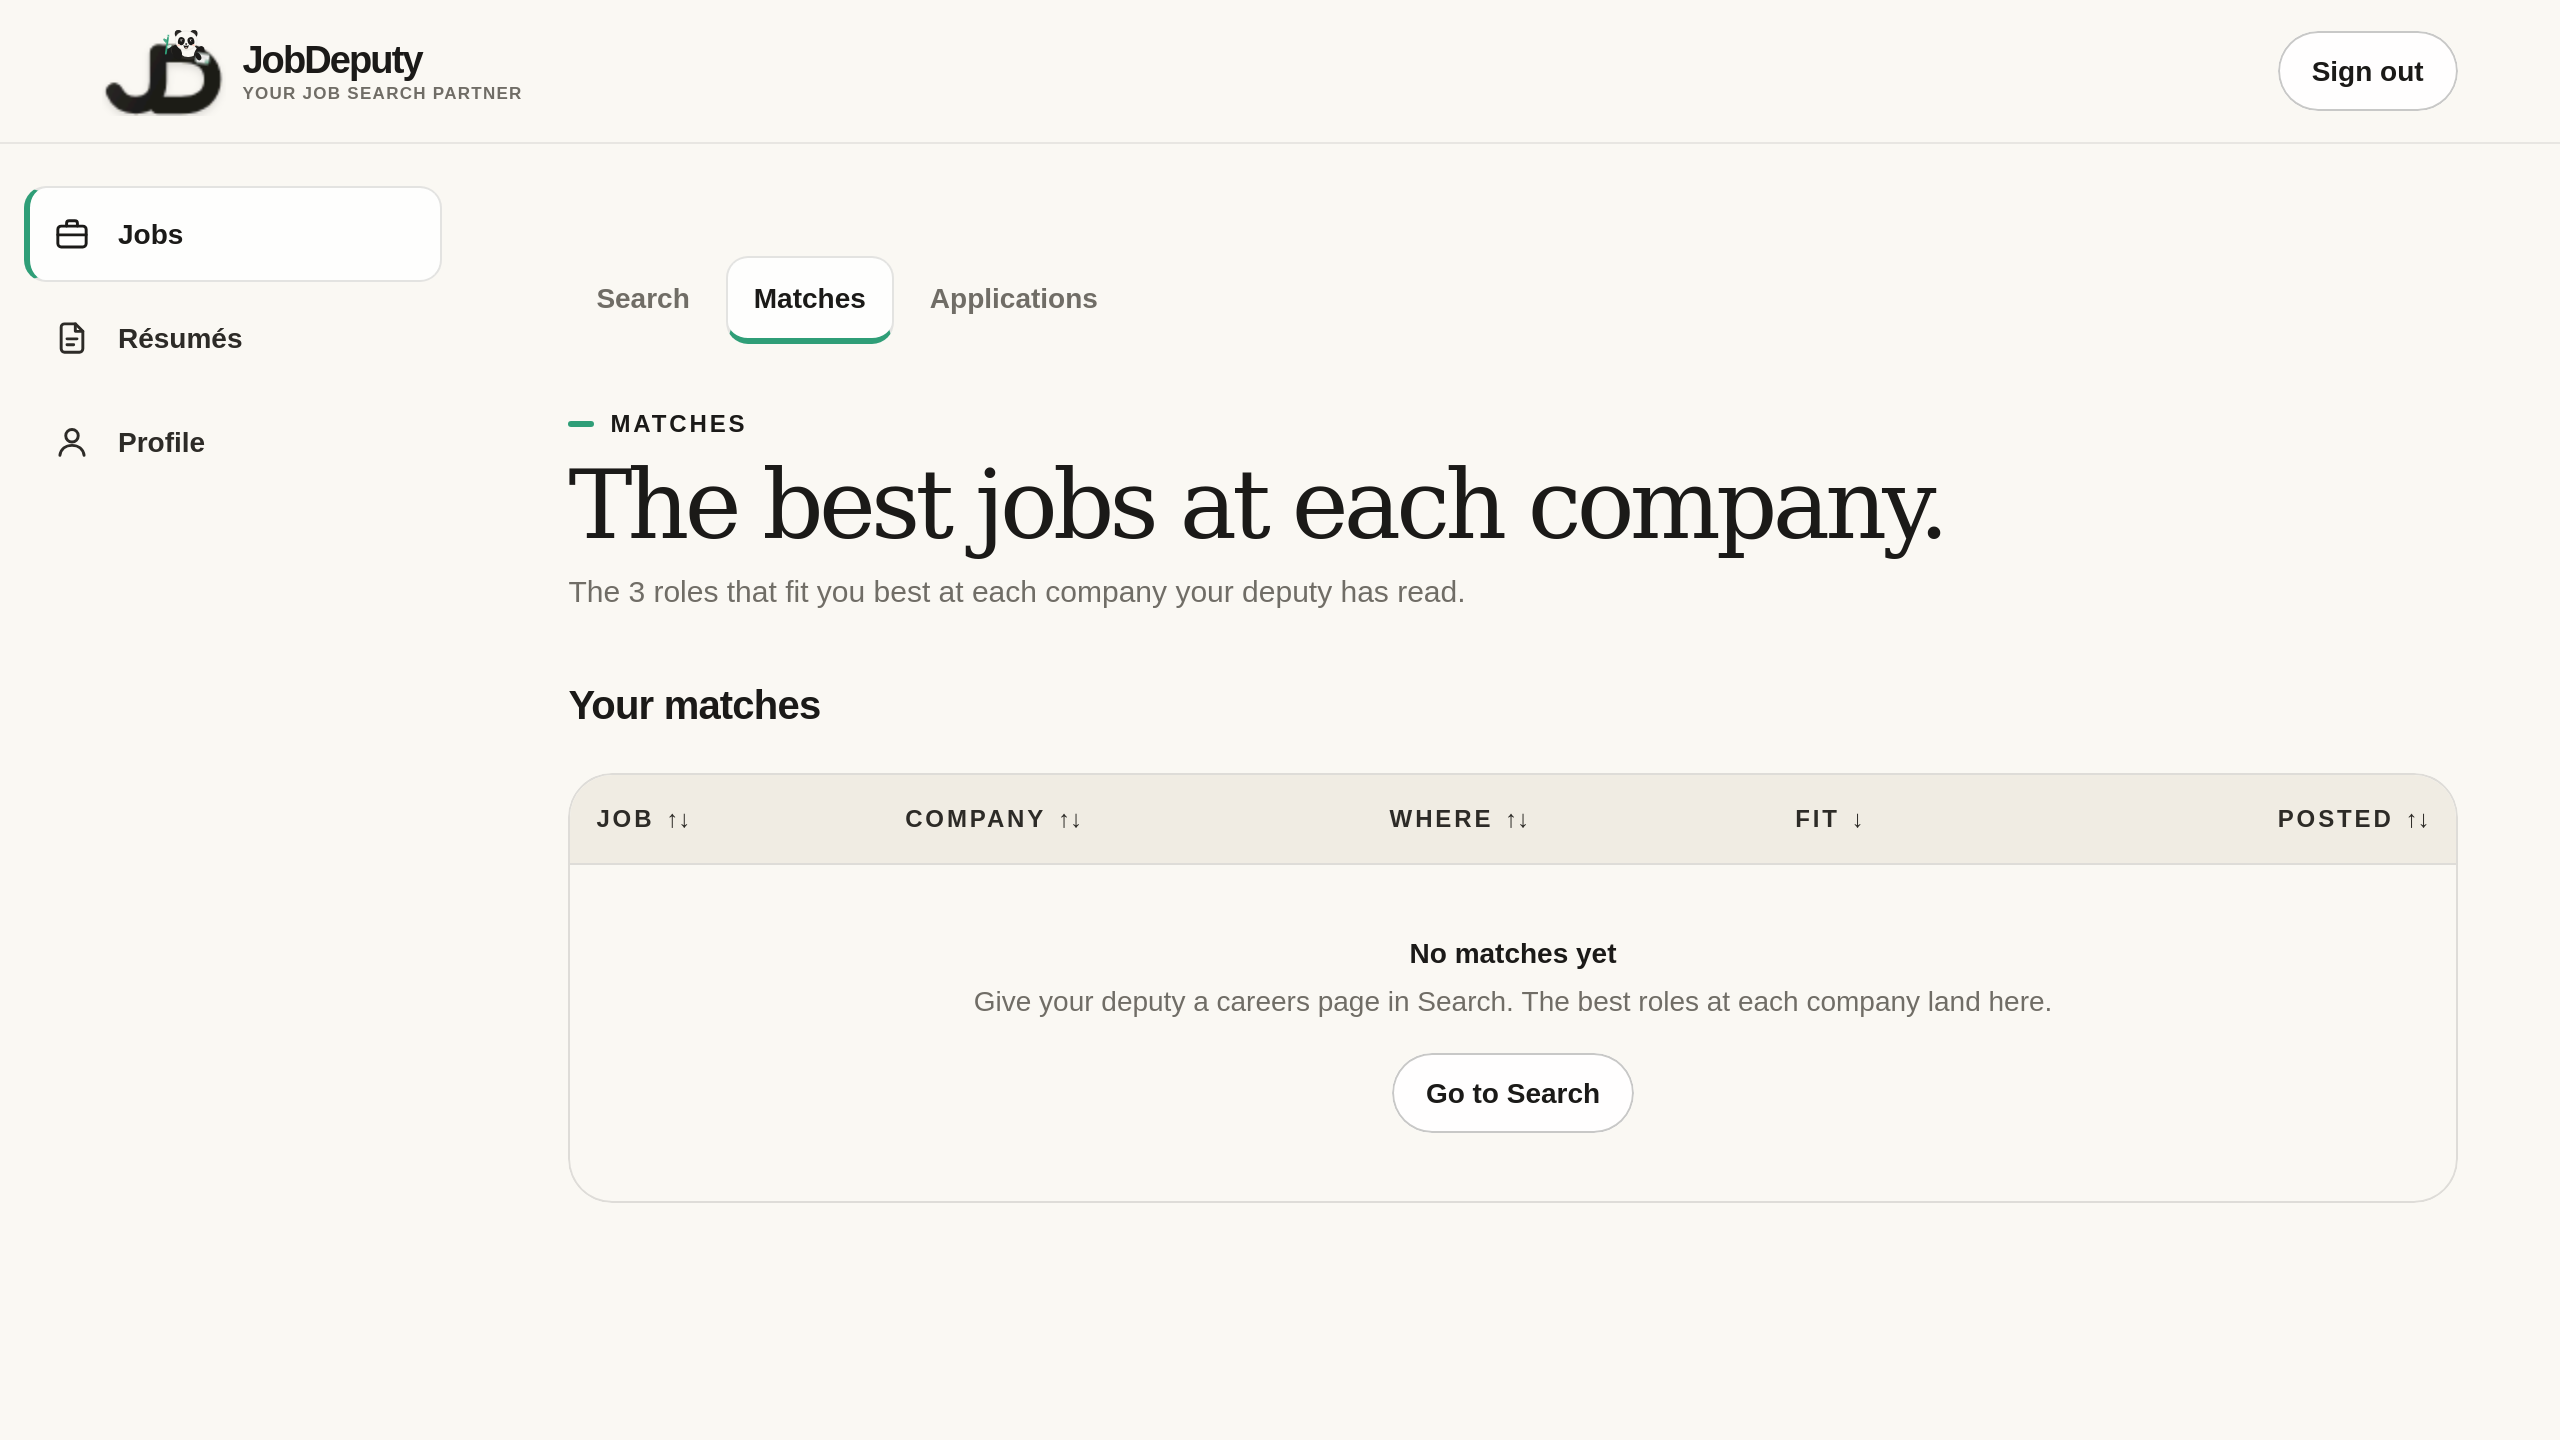 JobDeputy
YOUR JOB SEARCH PARTNER
Sign out
Jobs
Résumés
Profile
Search
Matches
Applications
MATCHES
The best jobs at each company.
The 3 roles that fit you best at each company your deputy has read.
Your matches
JOB ↑↓ COMPANY ↑↓ WHERE ↑↓ FIT ↓ POSTED ↑↓
No matches yet
Give your deputy a careers page in Search. The best roles at each company land here.
Go to Search